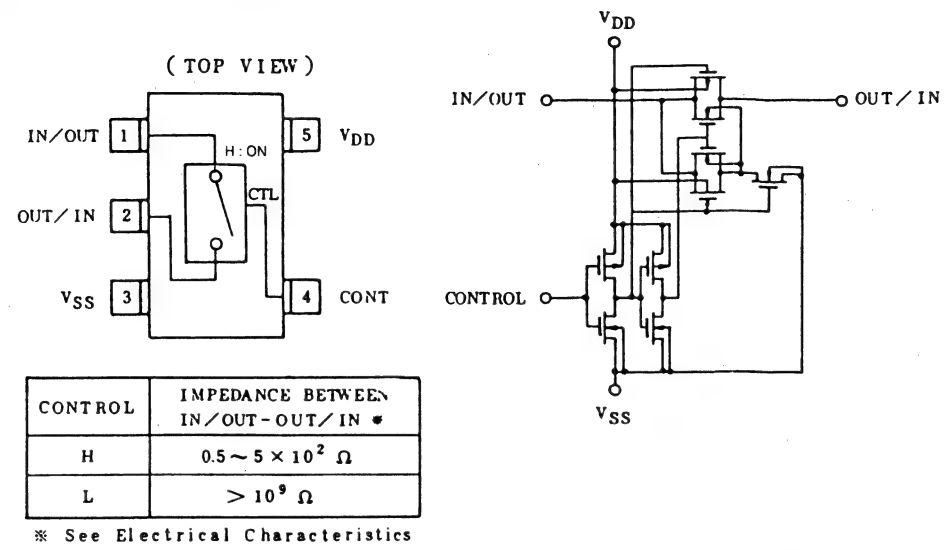 (TOP VIEW)
IN/OUT 1
5 VDD
H:ON
CTL
OUT/IN 2
VSS 3
4 CONT
VDD
IN/OUT
OUT/IN
CONTROL
VSS
CONTROL IMPEDANCE BETWEEN IN/OUT-OUT/IN *
H 0.5~5×10² Ω
L >10⁹ Ω
※ See Electrical Characteristics